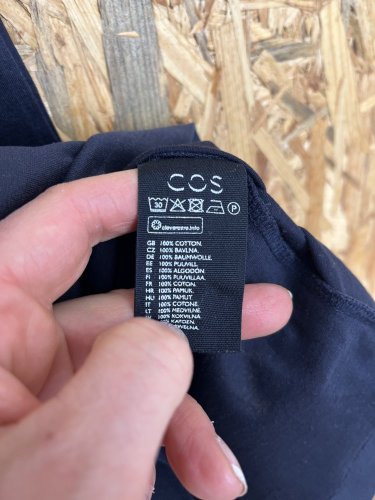 COS
30 P
clevercare.info
GB 100% COTTON.
CZ 100% BAVLNA.
DE 100% BAUMWOLLE.
EE 100% PUUVILL.
ES 100% ALGODÓN.
FI 100% PUUVILLAA.
FR 100% COTON.
HR 100% PAMUK.
HU 100% PAMUT.
IT 100% COTONE.
LT 100% MEDVILNĖ.
100% KOKVILNA
100% KATOEN.